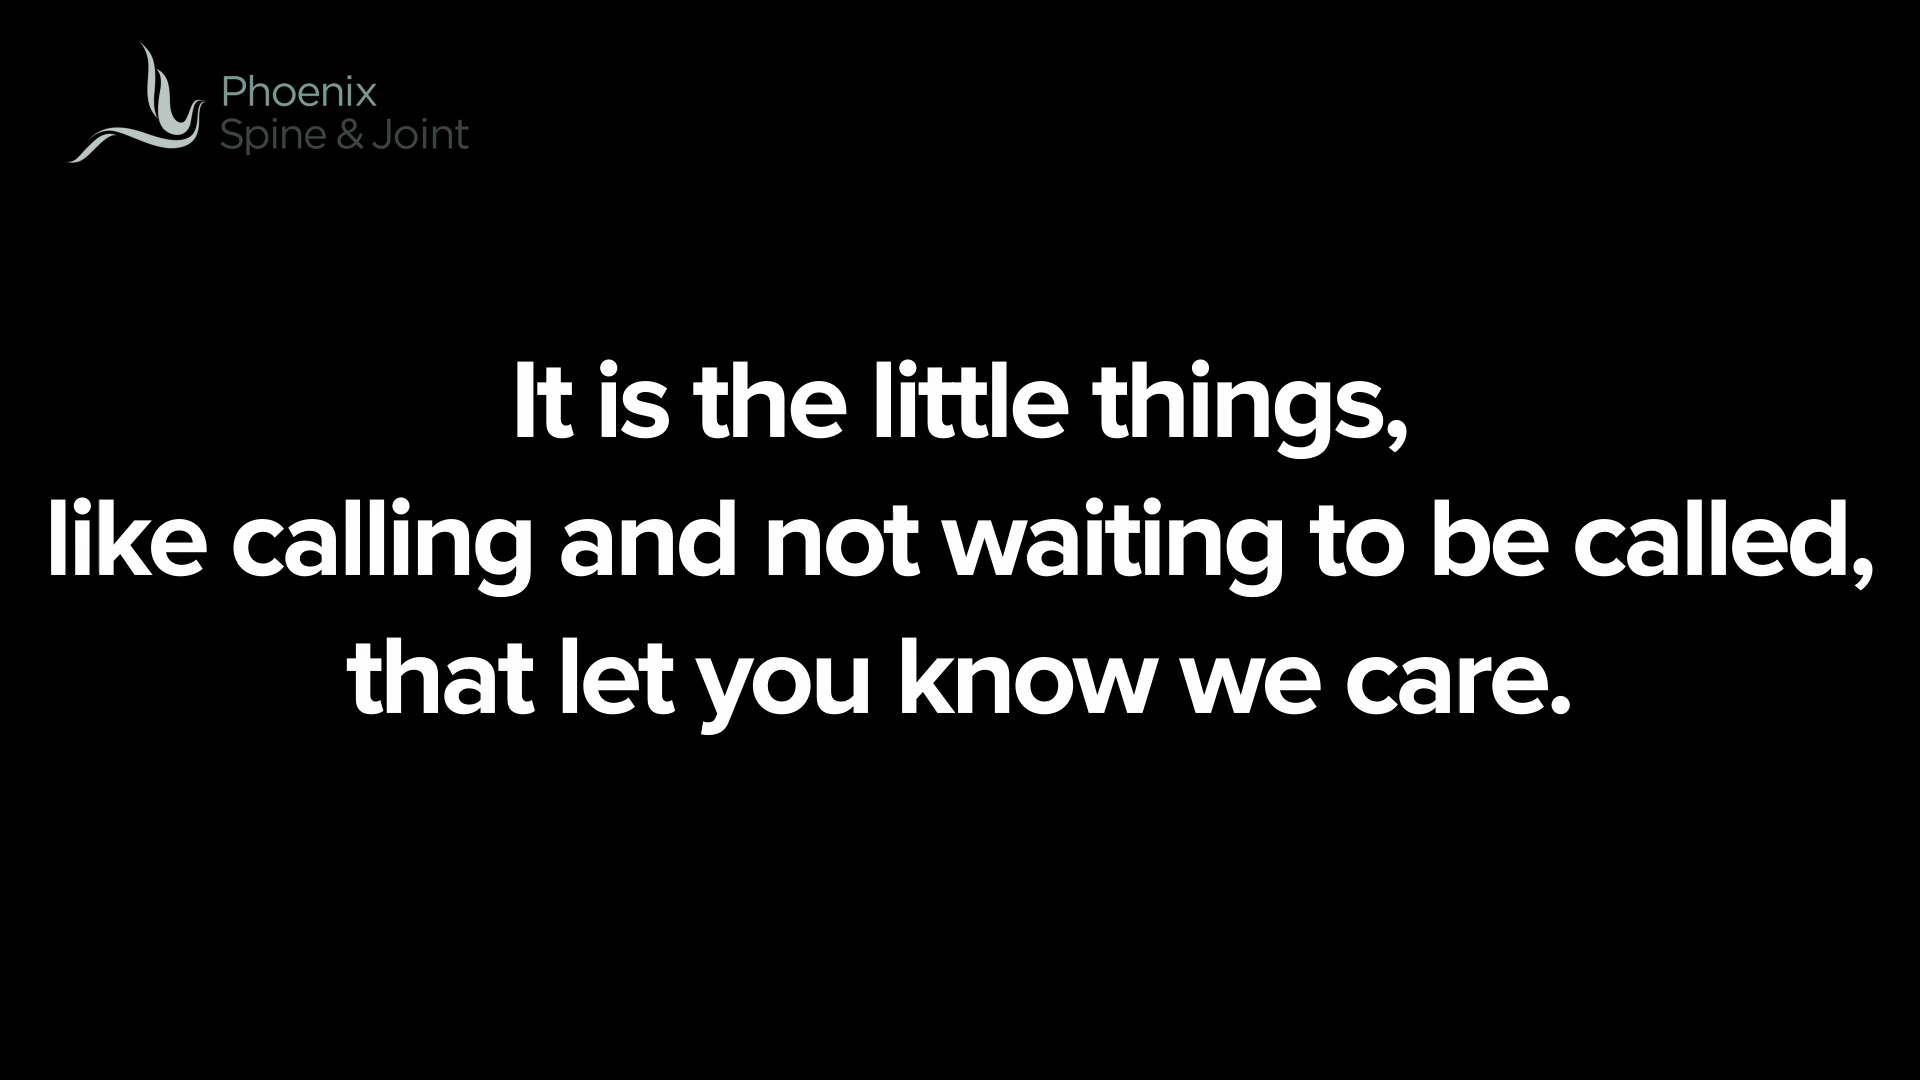 Phoenix
Spine & Joint
It is the little things,
like calling and not waiting to be called,
that let you know we care.